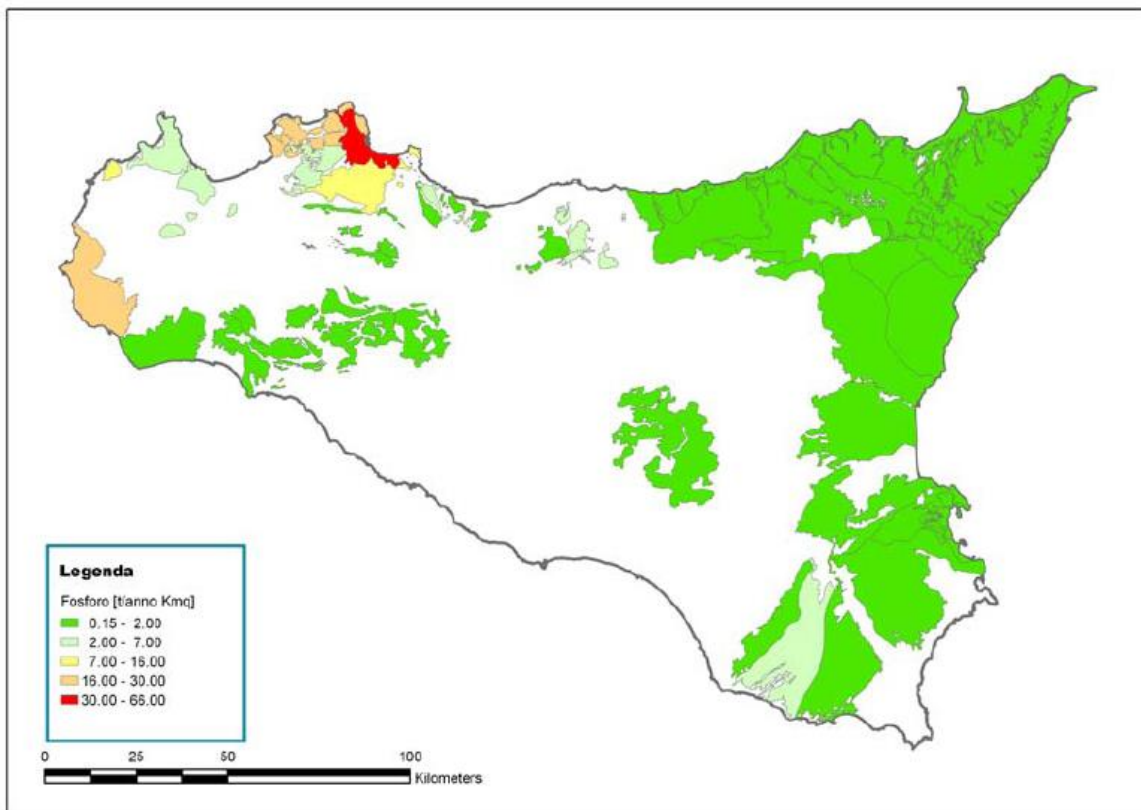 Legenda
Fosforo [t/anno Kmq]
0.15 - 2.00
2.00 - 7.00
7.00 - 16.00
16.00 - 30.00
30.00 - 66.00
0 25 50 100
Kilometers